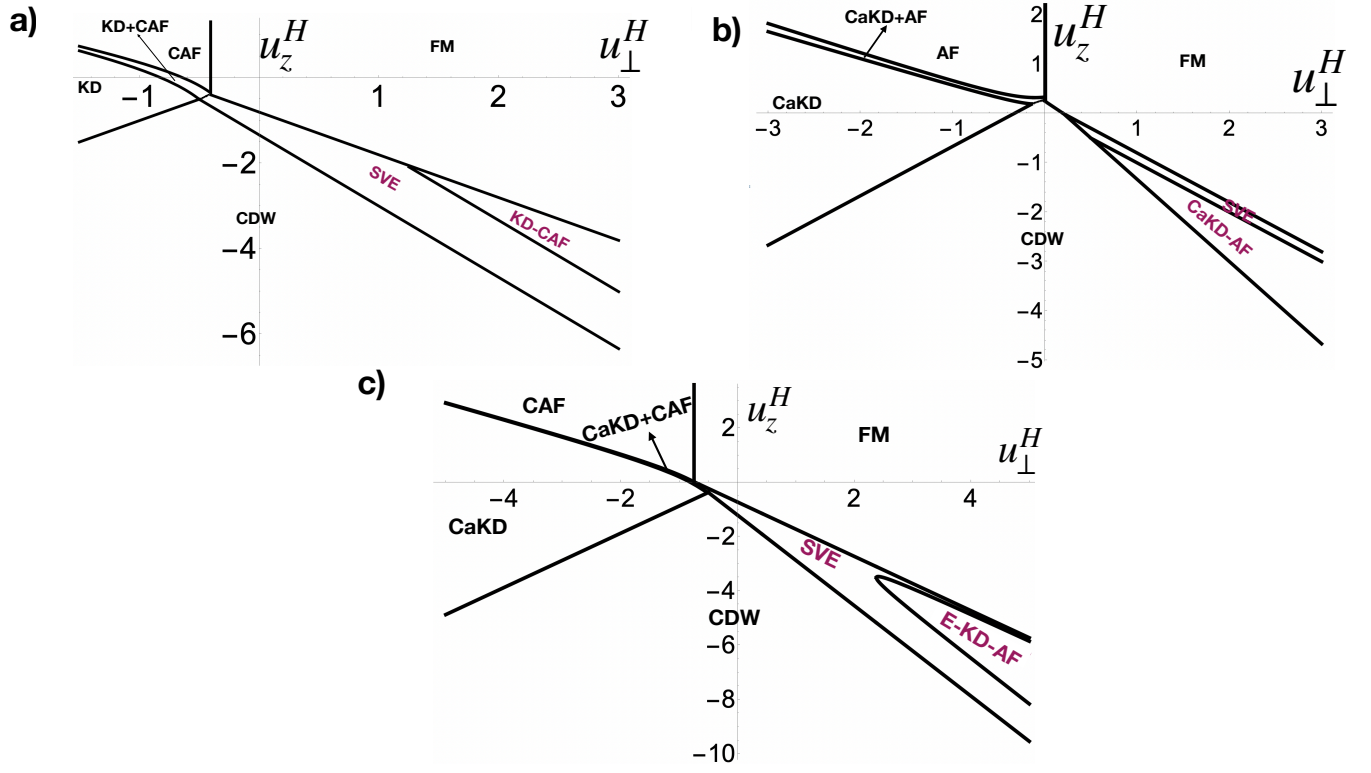 a)
KD+CAF
CAF
u_z^H
FM
u_⊥^H
KD
−1
1
2
3
−2
SVE
CDW
KD-CAF
−4
−6
b)
CaKD+AF
AF
2
u_z^H
1
FM
u_⊥^H
CaKD
−3
−2
−1
1
2
3
−1
−2
SVE
CaKD-AF
CDW
−3
−4
−5
c)
CAF
CaKD+CAF
u_z^H
2
FM
u_⊥^H
−4
−2
2
4
CaKD
−2
SVE
−4
CDW
E-KD-AF
−6
−8
−10